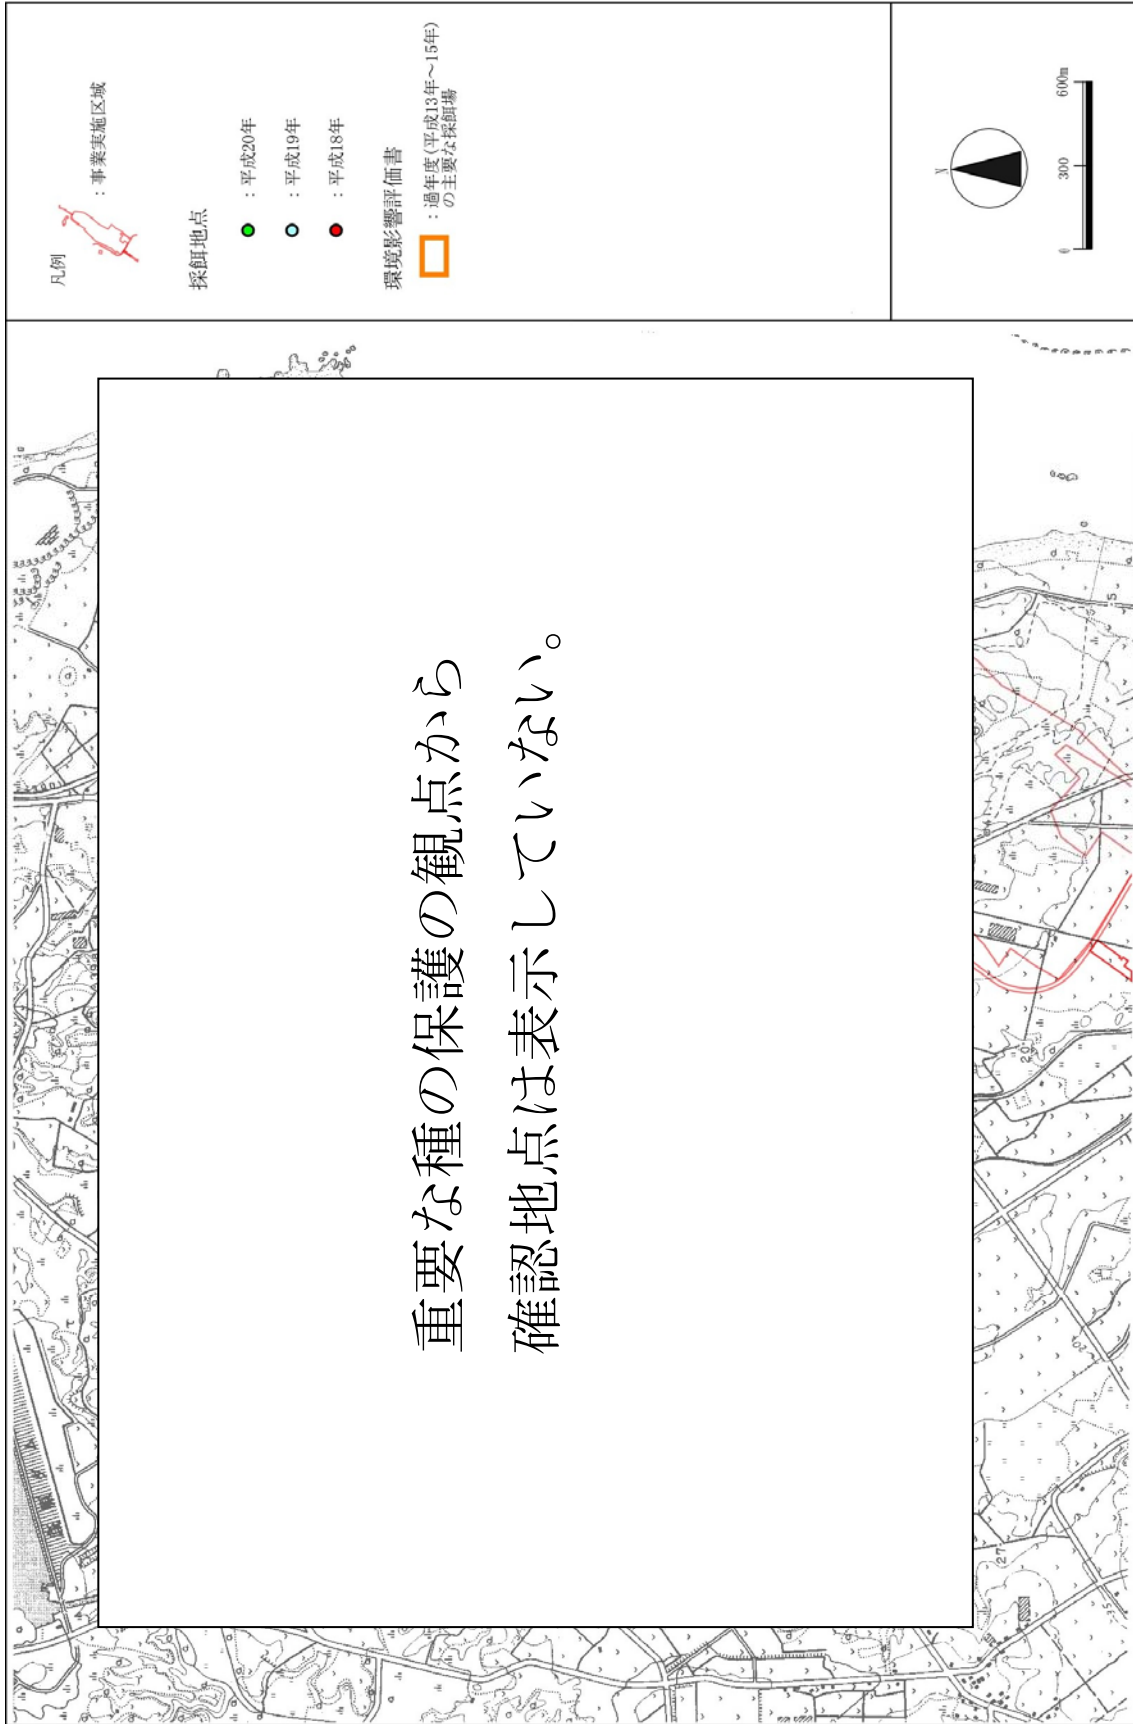 凡例
：事業実施区域
採餌地点
：平成20年
：平成19年
：平成18年
環境影響評価書
：過年度(平成13年～15年)
の主要な採餌場
N
0 300 600m
重要な種の保護の観点から
確認地点は表示していない。
20
20
27